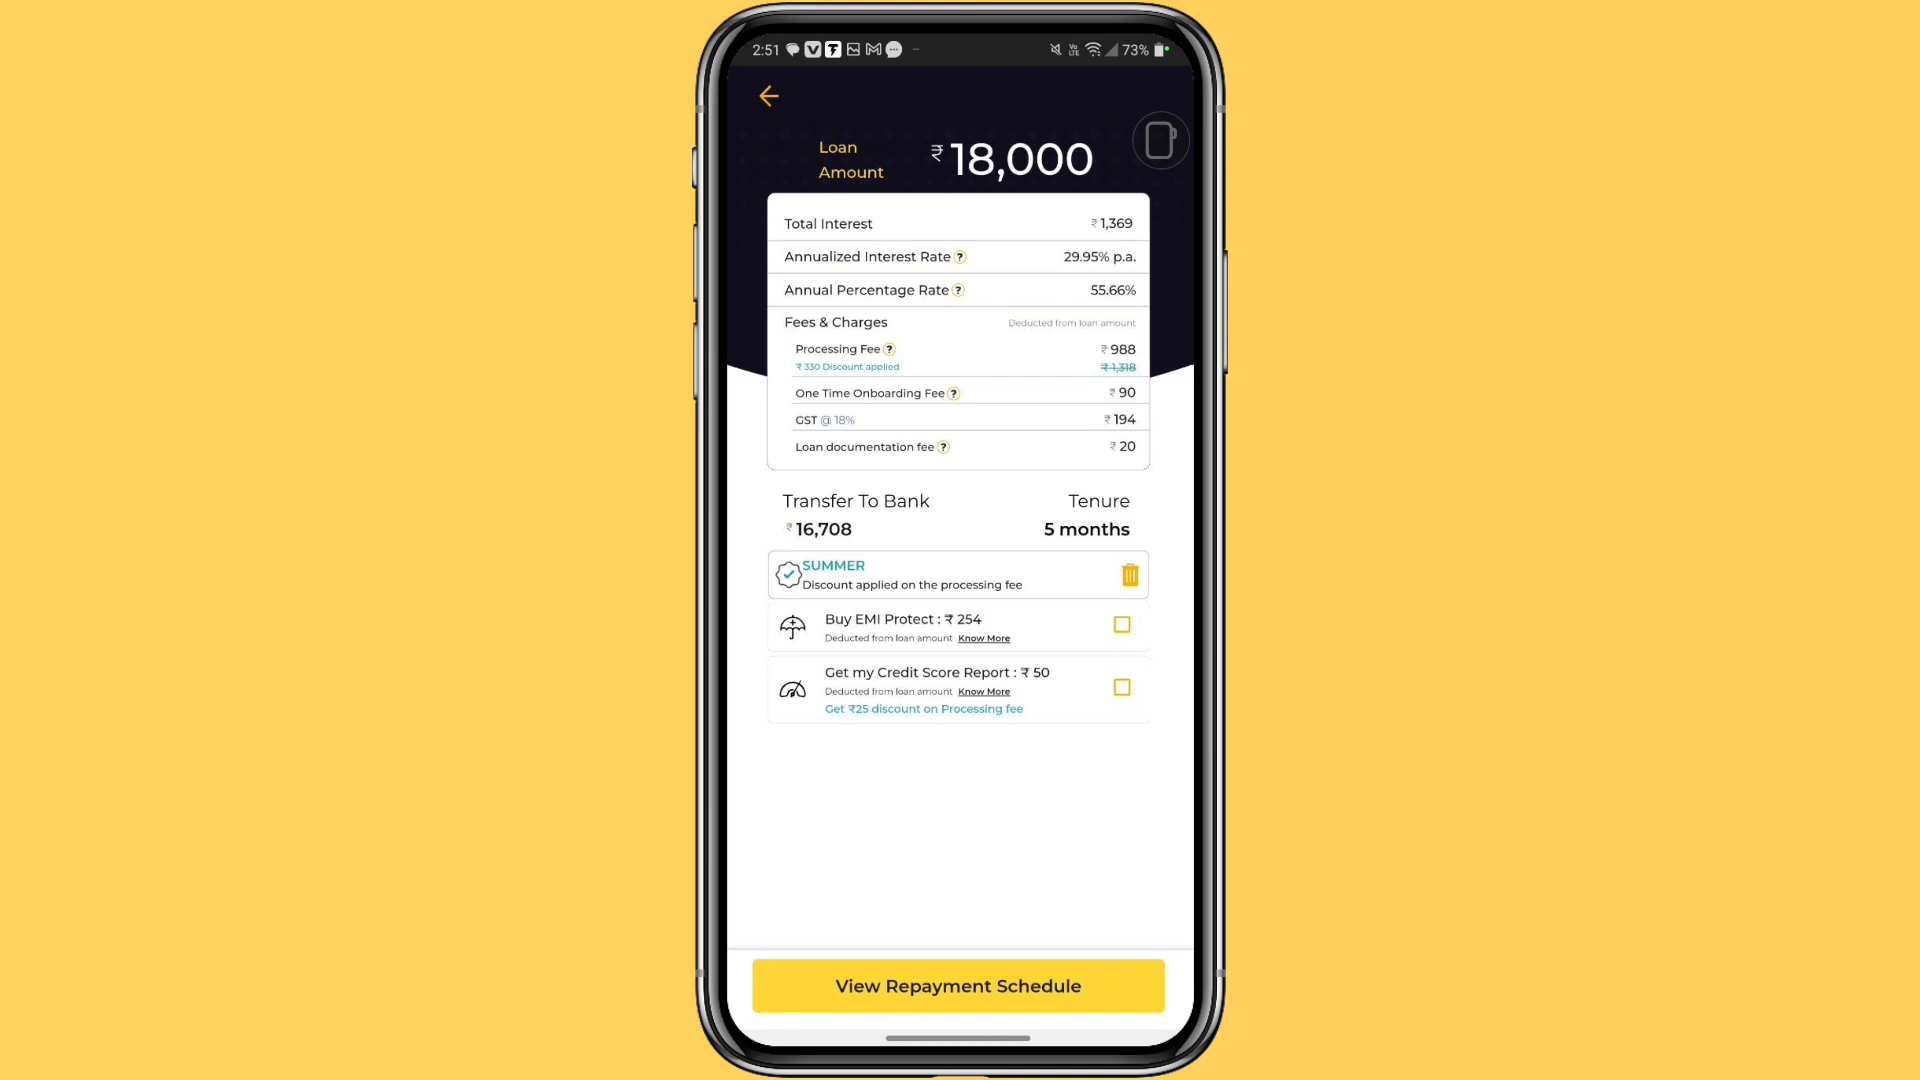 2:51 73%
Loan
Amount
₹ 18,000
Total Interest ₹ 1,369
Annualized Interest Rate ? 29.95% p.a.
Annual Percentage Rate ? 55.66%
Fees & Charges Deducted from loan amount
Processing Fee ? ₹ 988
₹ 330 Discount applied ₹ 1,318
One Time Onboarding Fee ? ₹ 90
GST @ 18% ₹ 194
Loan documentation fee ? ₹ 20
Transfer To Bank Tenure
₹ 16,708 5 months
SUMMER
Discount applied on the processing fee
Buy EMI Protect : ₹ 254
Deducted from loan amount Know More
Get my Credit Score Report : ₹ 50
Deducted from loan amount Know More
Get ₹25 discount on Processing fee
View Repayment Schedule